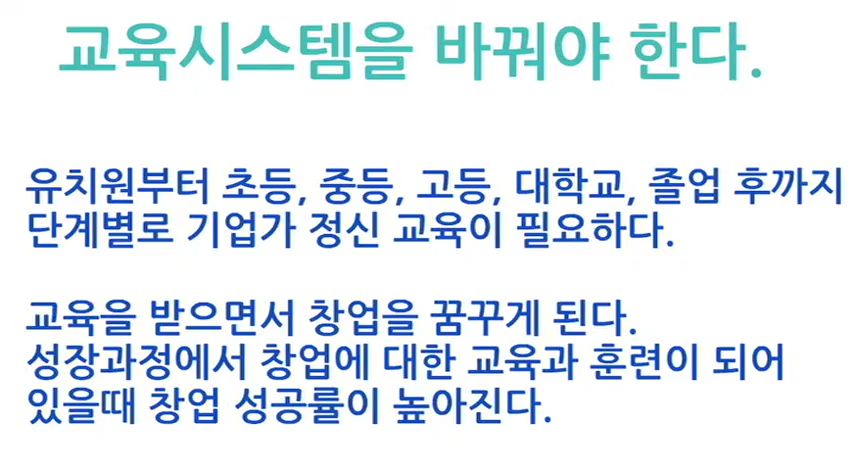 교육시스템을 바꿔야 한다.
유치원부터 초등, 중등, 고등, 대학교, 졸업 후까지
단계별로 기업가 정신 교육이 필요하다.
교육을 받으면서 창업을 꿈꾸게 된다.
성장과정에서 창업에 대한 교육과 훈련이 되어
있을때 창업 성공률이 높아진다.